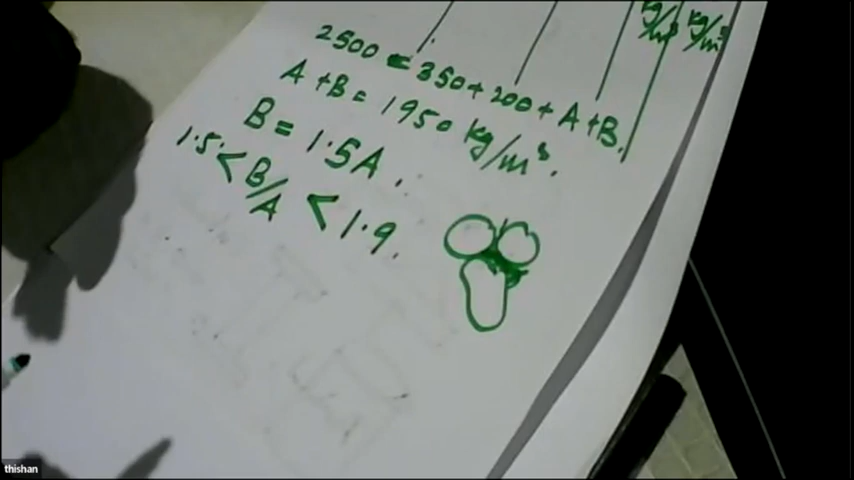 kg/m³ kg/m³
2500 = 350 + 200 + A + B.
A + B = 1950 kg/m³.
B = 1.5A.
1.5 < B/A < 1.9.
thishan